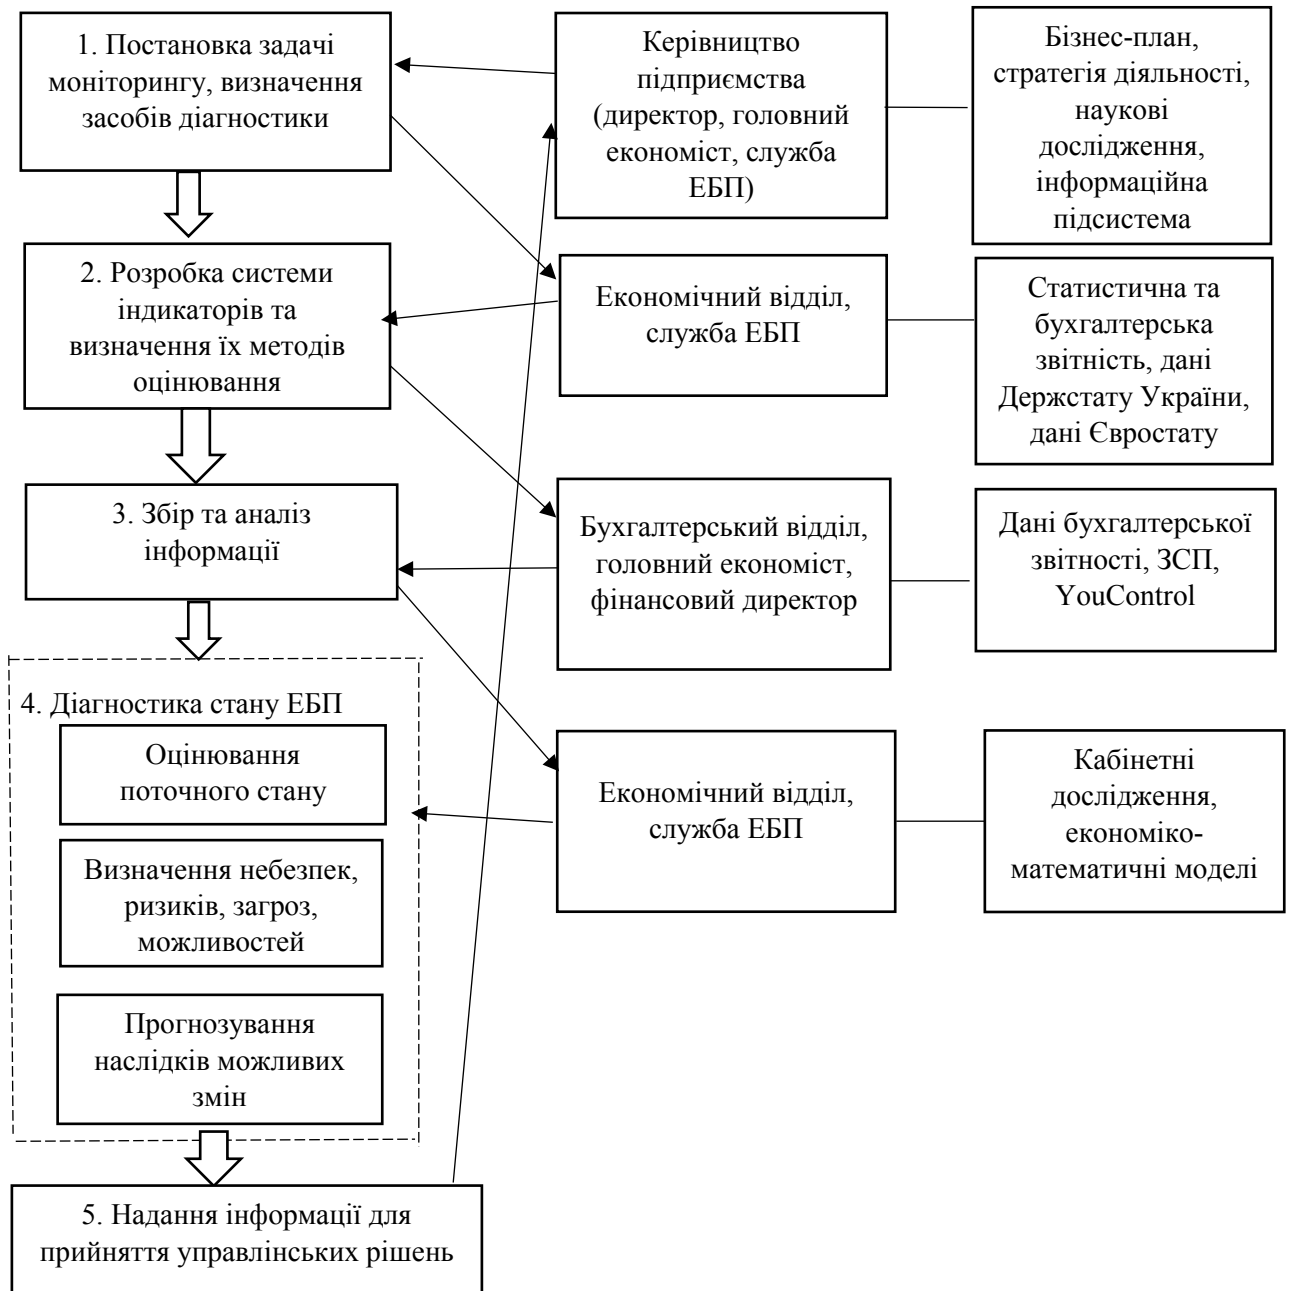 1. Постановка задачі
моніторингу, визначення
засобів діагностики
Керівництво
підприємства
(директор, головний
економіст, служба
ЕБП)
Бізнес-план,
стратегія діяльності,
наукові
дослідження,
інформаційна
підсистема
2. Розробка системи
індикаторів та
визначення їх методів
оцінювання
Економічний відділ,
служба ЕБП
Статистична та
бухгалтерська
звітність, дані
Держстату України,
дані Євростату
3. Збір та аналіз
інформації
Бухгалтерський відділ,
головний економіст,
фінансовий директор
Дані бухгалтерської
звітності, ЗСП,
YouControl
4. Діагностика стану ЕБП
Оцінювання
поточного стану
Визначення небезпек,
ризиків, загроз,
можливостей
Прогнозування
наслідків можливих
змін
Економічний відділ,
служба ЕБП
Кабінетні
дослідження,
економіко-
математичні моделі
5. Надання інформації для
прийняття управлінських рішень